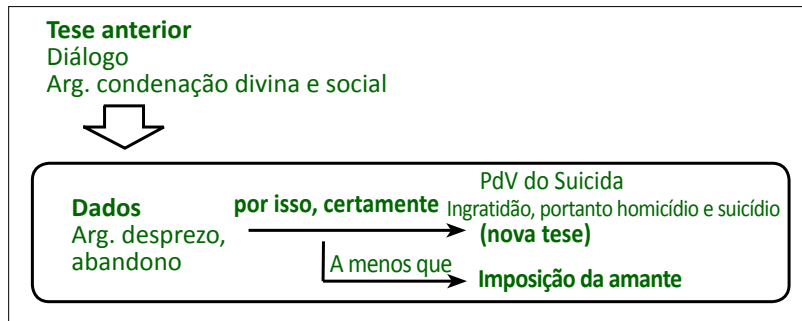 Tese anterior
Diálogo
Arg. condenação divina e social
PdV do Suicida
Dados
por isso, certamente
Ingratidão, portanto homicídio e suicídio
Arg. desprezo,
(nova tese)
abandono
A menos que
Imposição da amante